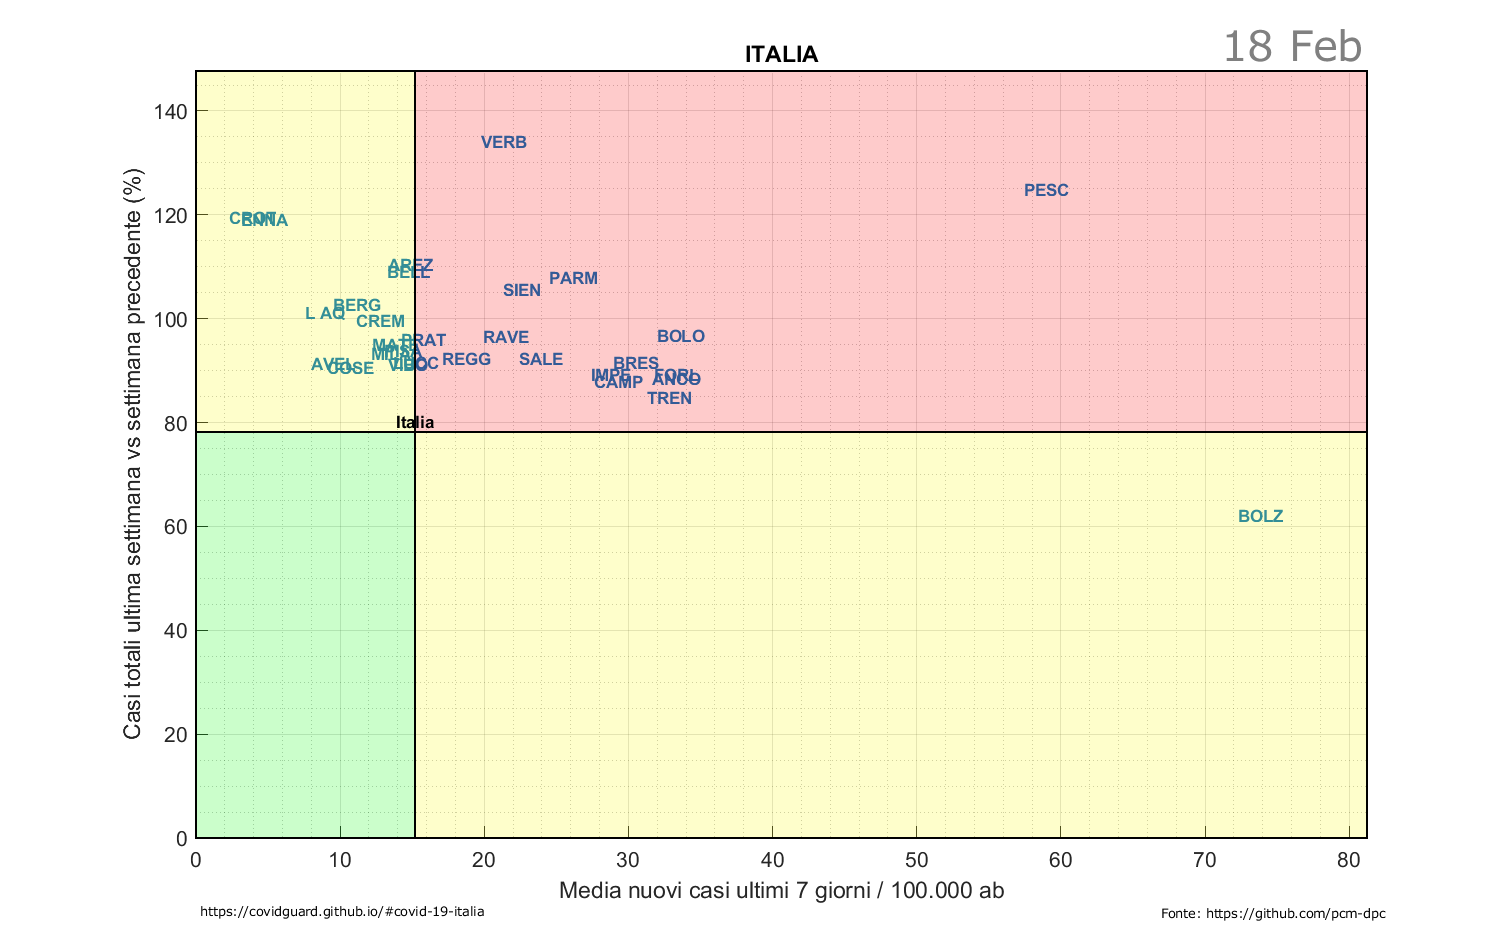 18 Feb
ITALIA
Casi totali ultima settimana vs settimana precedente (%)
140
120
100
80
60
40
20
0
VERB
PESC
CROT
ENNA
AREZ
BELL
PARM
SIEN
BERG
L AQ
CREM
PRAT
RAVE
BOLO
REGG
SALE
BRES
AVEL
COSE
IMPE
CAMP
FORL
ANCO
TREN
Italia
BOLZ
0 10 20 30 40 50 60 70 80
Media nuovi casi ultimi 7 giorni / 100.000 ab
https://covidguard.github.io/#covid-19-italia
Fonte: https://github.com/pcm-dpc